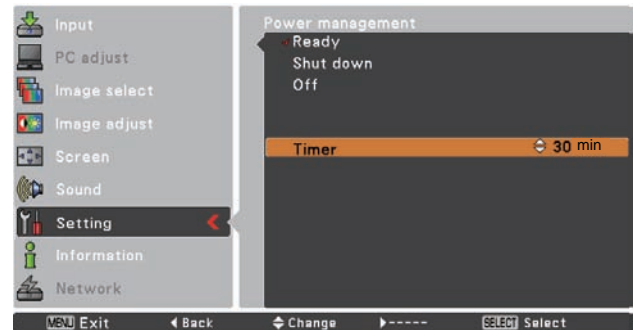 Input
PC adjust
Image select
Image adjust
Screen
Sound
Setting
Information
Network
Power management
Ready
Shut down
Off
Timer 30 min
MENU Exit Back Change ----- SELECT Select